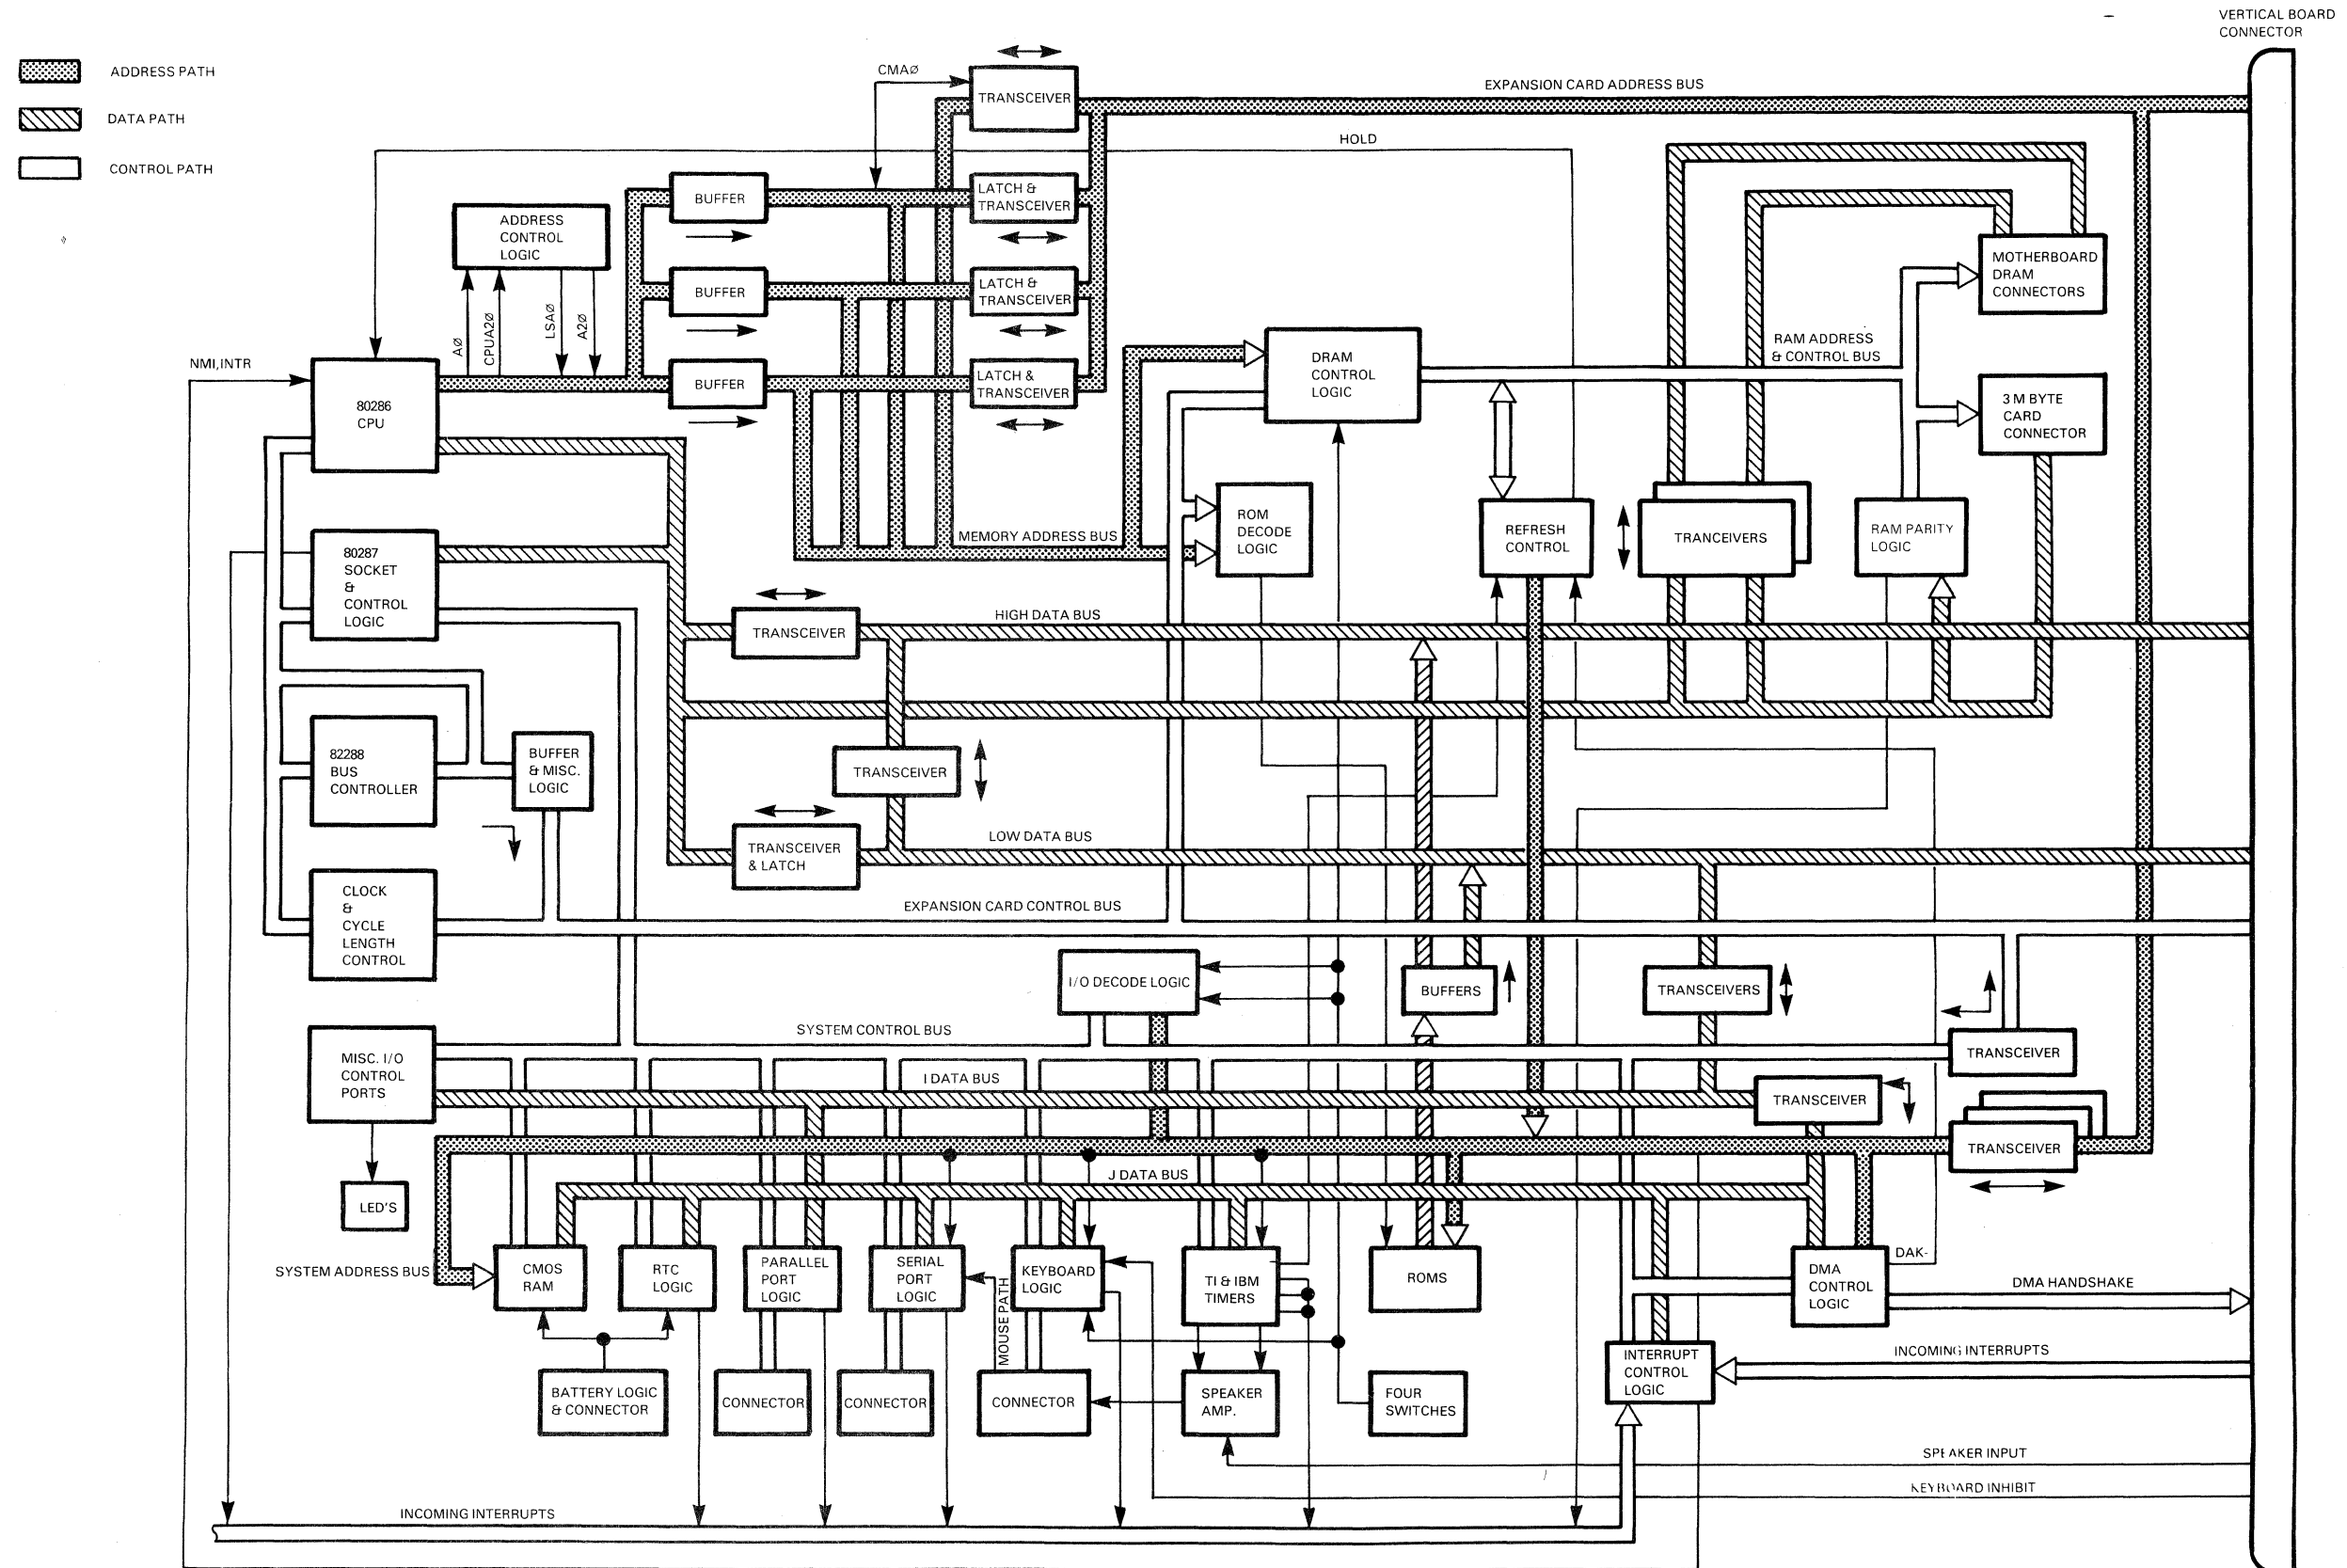 VERTICAL BOARD
CONNECTOR
ADDRESS PATH
DATA PATH
CONTROL PATH
CMAØ
TRANSCEIVER
EXPANSION CARD ADDRESS BUS
HOLD
BUFFER
LATCH &
TRANSCEIVER
ADDRESS
CONTROL
LOGIC
BUFFER
LATCH &
TRANSCEIVER
MOTHERBOARD
DRAM
CONNECTORS
AØ
CPUA2Ø
LSAØ
A2Ø
NMI,INTR
80286
CPU
BUFFER
LATCH &
TRANSCEIVER
DRAM
CONTROL
LOGIC
RAM ADDRESS
& CONTROL BUS
3 M BYTE
CARD
CONNECTOR
80287
SOCKET
&
CONTROL
LOGIC
MEMORY ADDRESS BUS
ROM
DECODE
LOGIC
REFRESH
CONTROL
TRANCEIVERS
RAM PARITY
LOGIC
TRANSCEIVER
HIGH DATA BUS
82288
BUS
CONTROLLER
BUFFER
& MISC.
LOGIC
TRANSCEIVER
TRANSCEIVER
& LATCH
LOW DATA BUS
CLOCK
&
CYCLE
LENGTH
CONTROL
EXPANSION CARD CONTROL BUS
I/O DECODE LOGIC
BUFFERS
TRANSCEIVERS
MISC. I/O
CONTROL
PORTS
SYSTEM CONTROL BUS
TRANSCEIVER
I DATA BUS
TRANSCEIVER
TRANSCEIVER
J DATA BUS
LED'S
SYSTEM ADDRESS BUS
CMOS
RAM
RTC
LOGIC
PARALLEL
PORT
LOGIC
SERIAL
PORT
LOGIC
MOUSE PATH
KEYBOARD
LOGIC
TI & IBM
TIMERS
ROMS
DMA
CONTROL
LOGIC
DAK-
DMA HANDSHAKE
BATTERY LOGIC
& CONNECTOR
CONNECTOR
CONNECTOR
CONNECTOR
SPEAKER
AMP.
FOUR
SWITCHES
INTERRUPT
CONTROL
LOGIC
INCOMING INTERRUPTS
SPEAKER INPUT
KEYBOARD INHIBIT
INCOMING INTERRUPTS